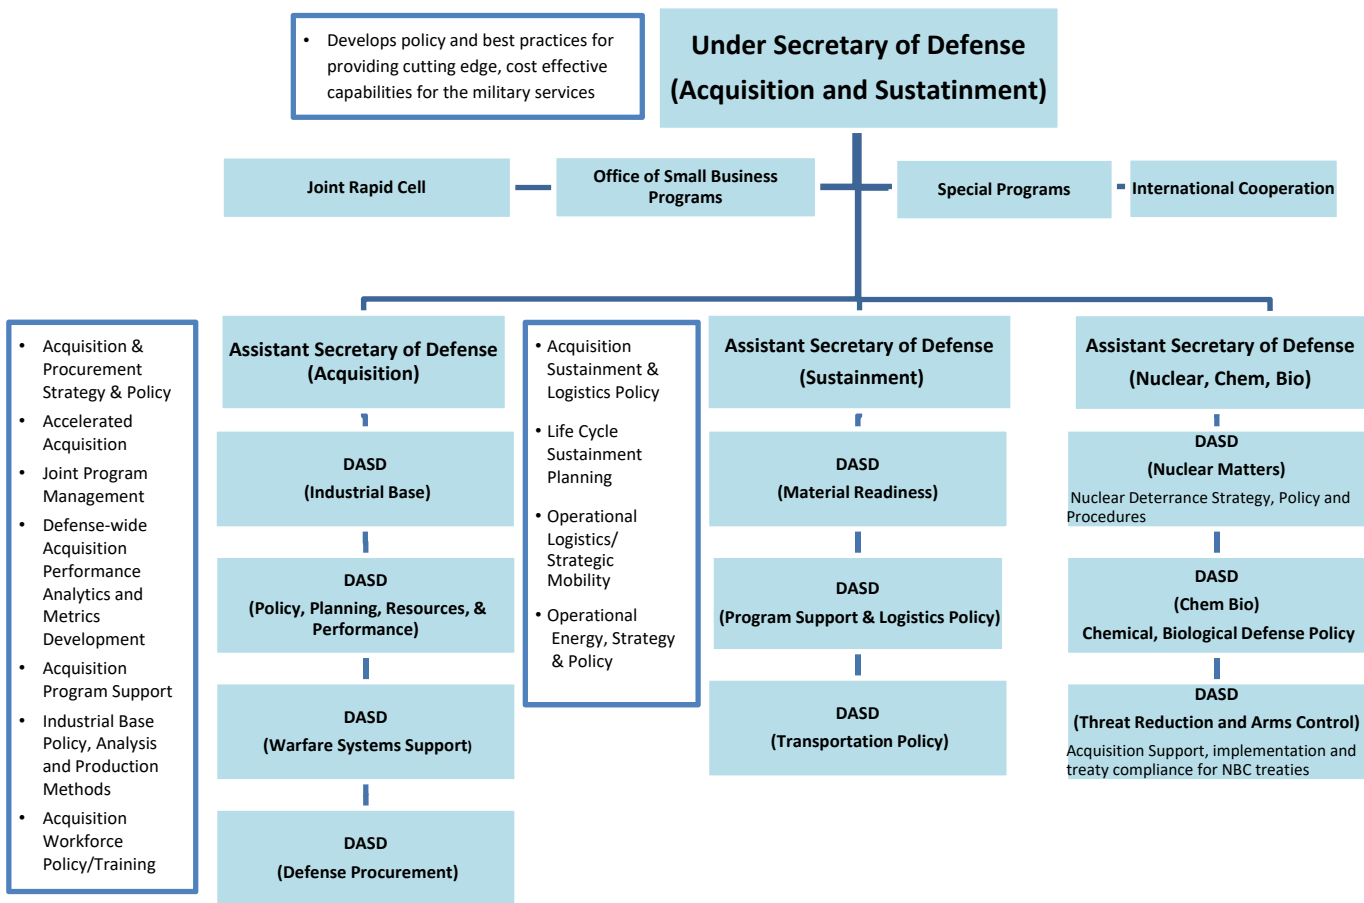 • Develops policy and best practices for
providing cutting edge, cost effective
capabilities for the military services
Under Secretary of Defense
(Acquisition and Sustatinment)
Joint Rapid Cell
Office of Small Business
Programs
Special Programs
International Cooperation
• Acquisition &
Procurement
Strategy & Policy
• Accelerated
Acquisition
• Joint Program
Management
• Defense-wide
Acquisition
Performance
Analytics and
Metrics
Development
• Acquisition
Program Support
• Industrial Base
Policy, Analysis
and Production
Methods
• Acquisition
Workforce
Policy/Training
Assistant Secretary of Defense
(Acquisition)
DASD
(Industrial Base)
DASD
(Policy, Planning, Resources, &
Performance)
DASD
(Warfare Systems Support)
DASD
(Defense Procurement)
• Acquisition
Sustainment &
Logistics Policy
• Life Cycle
Sustainment
Planning
• Operational
Logistics/
Strategic
Mobility
• Operational
Energy, Strategy
& Policy
Assistant Secretary of Defense
(Sustainment)
DASD
(Material Readiness)
DASD
(Program Support & Logistics Policy)
DASD
(Transportation Policy)
Assistant Secretary of Defense
(Nuclear, Chem, Bio)
DASD
(Nuclear Matters)
Nuclear Deterrance Strategy, Policy and
Procedures
DASD
(Chem Bio)
Chemical, Biological Defense Policy
DASD
(Threat Reduction and Arms Control)
Acquisition Support, implementation and
treaty compliance for NBC treaties